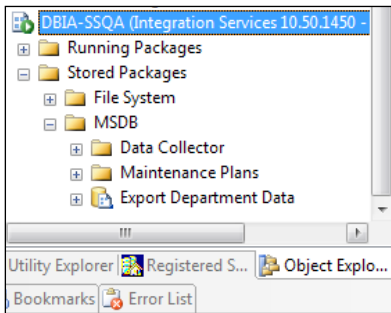 DBIA-SSQA (Integration Services 10.50.1450 -
Running Packages
Stored Packages
File System
MSDB
Data Collector
Maintenance Plans
Export Department Data
Utility Explorer Registered S... Object Explo...
Bookmarks Error List